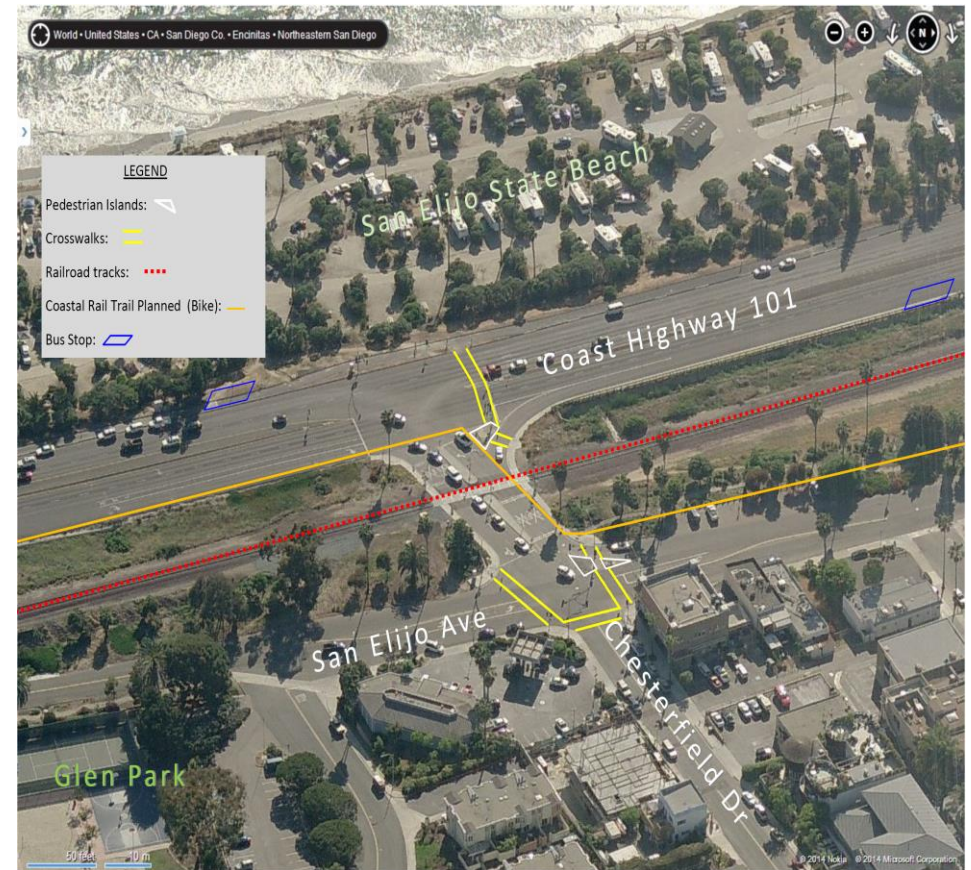 World • United States • CA • San Diego Co. • Encinitas • Northeastern San Diego
N
LEGEND
Pedestrian Islands:
Crosswalks:
Railroad tracks:
Coastal Rail Trail Planned (Bike):
Bus Stop:
San Elijo State Beach
Coast Highway 101
San Elijo Ave
Chesterfield Dr
Glen Park
50 feet 10 m
© 2014 Nokia © 2014 Microsoft Corporation